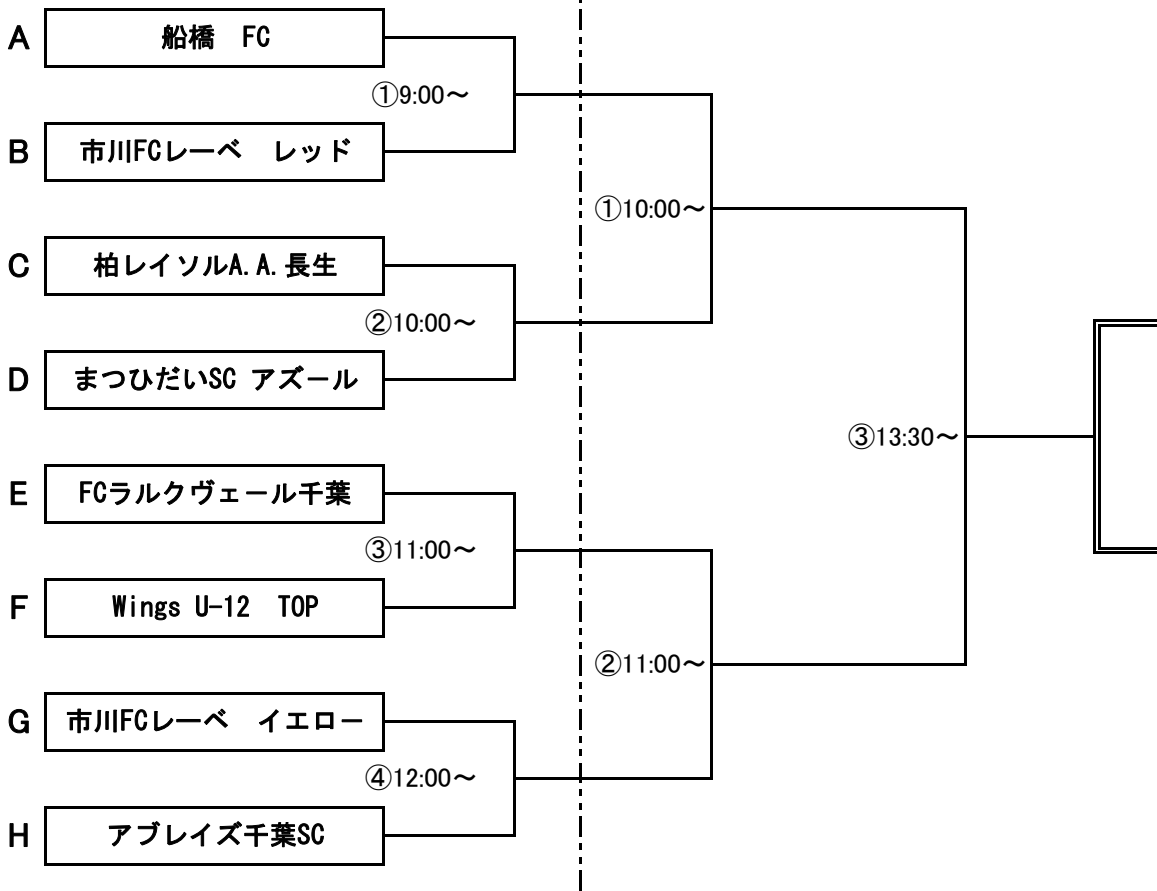 A 船橋　FC
①9:00～
B 市川FCレーベ　レッド
①10:00～
C 柏レイソルA.A.長生
②10:00～
D まつひだいSC アズール
③13:30～
E FCラルクヴェール千葉
③11:00～
F Wings U-12　TOP
②11:00～
G 市川FCレーベ　イエロー
④12:00～
H アブレイズ千葉SC